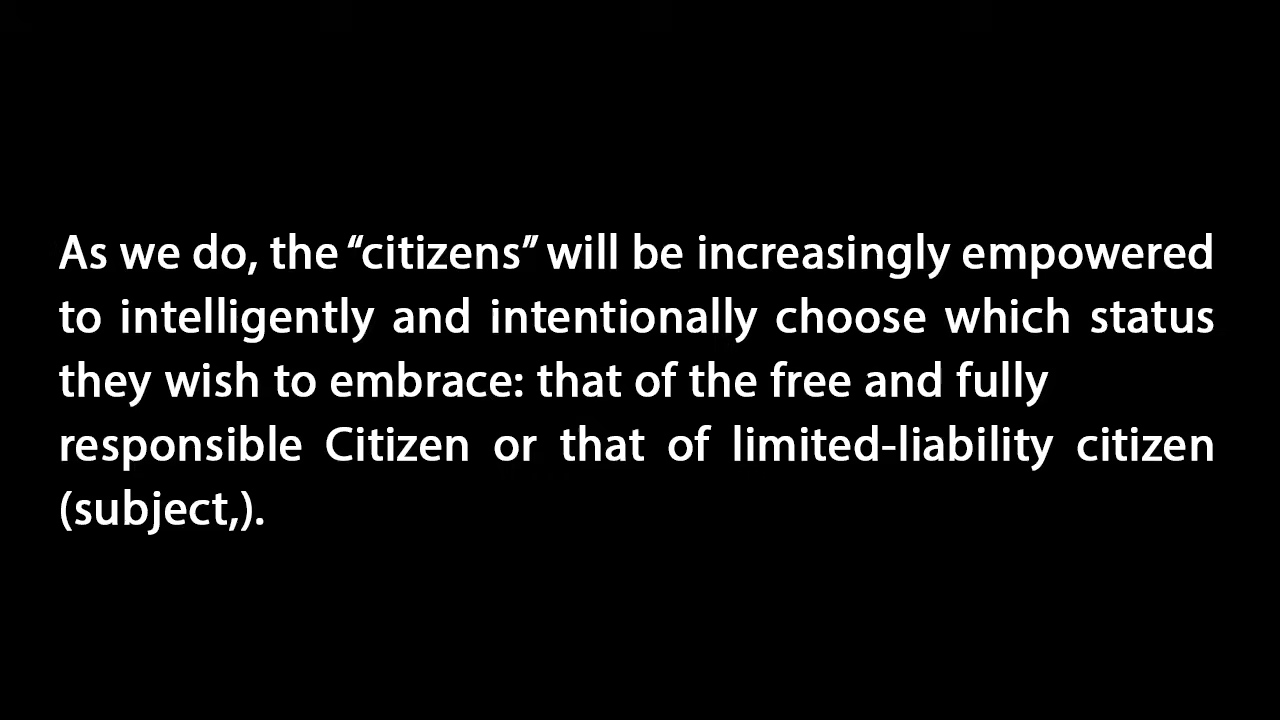 As we do, the “citizens” will be increasingly empowered
to intelligently and intentionally choose which status
they wish to embrace: that of the free and fully
responsible Citizen or that of limited-liability citizen
(subject,).